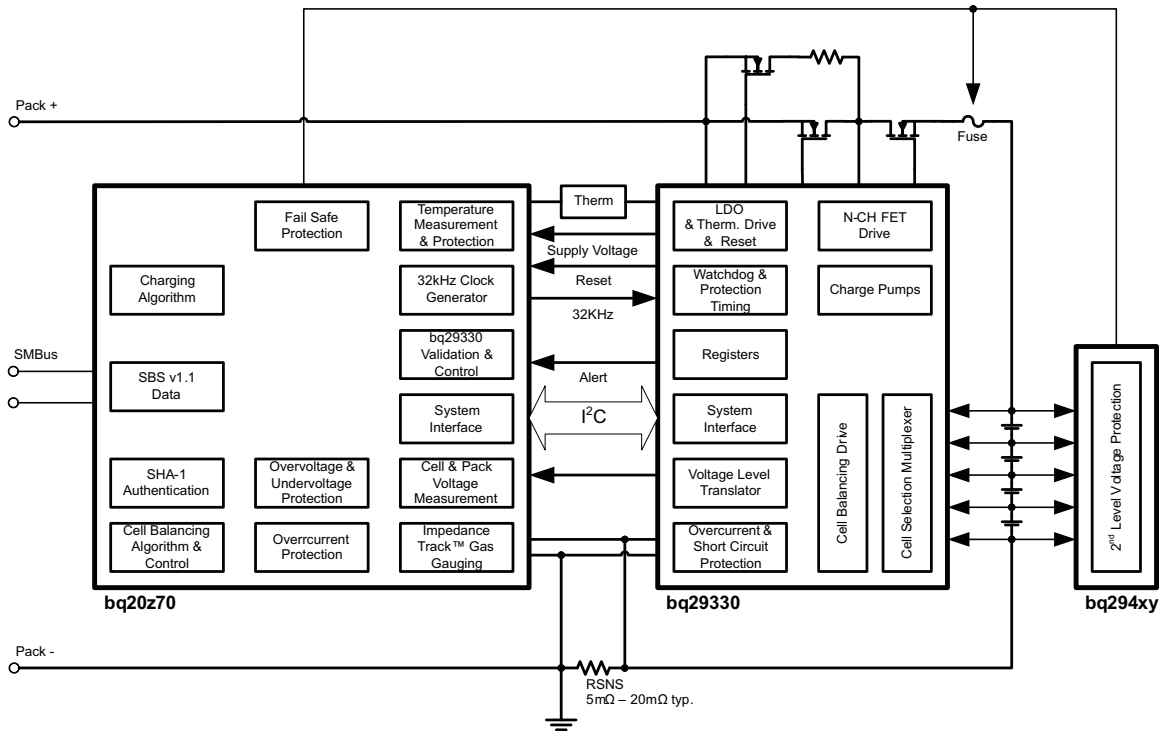 Pack +
Fuse
Therm
Fail Safe
Protection
Temperature
Measurement
& Protection
LDO
& Therm. Drive
& Reset
N-CH FET
Drive
Supply Voltage
Charging
Algorithm
32kHz Clock
Generator
Reset
32KHz
Watchdog &
Protection
Timing
Charge Pumps
SMBus
SBS v1.1
Data
bq29330
Validation &
Control
Alert
Registers
System
Interface
I²C
System
Interface
Cell Balancing Drive
Cell Selection Multiplexer
2nd Level Voltage Protection
SHA-1
Authentication
Overvoltage &
Undervoltage
Protection
Cell & Pack
Voltage
Measurement
Voltage Level
Translator
Cell Balancing
Algorithm &
Control
Overcurrent
Protection
Impedance
Track™ Gas
Gauging
Overcurrent &
Short Circuit
Protection
bq20z70
bq29330
bq294xy
Pack -
RSNS
5mΩ – 20mΩ typ.